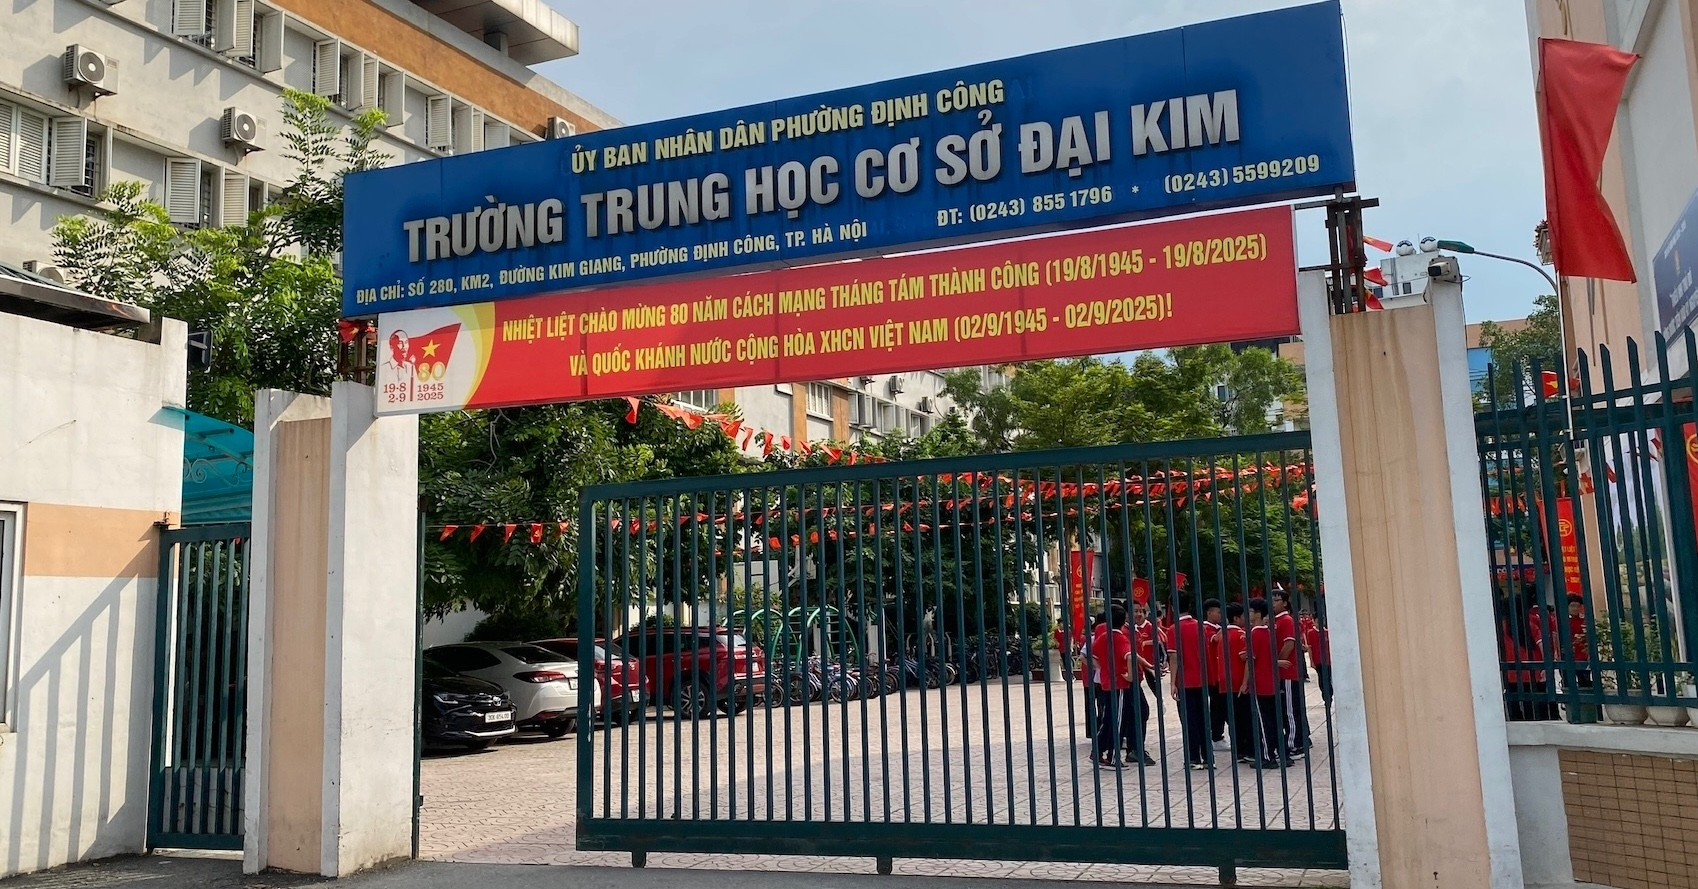 ỦY BAN NHÂN DÂN PHƯỜNG ĐỊNH CÔNG
TRƯỜNG TRUNG HỌC CƠ SỞ ĐẠI KIM
ĐỊA CHỈ: SỐ 280, KM2, ĐƯỜNG KIM GIANG, PHƯỜNG ĐỊNH CÔNG, TP. HÀ NỘI ĐT: (0243) 855 1796 * (0243) 5599209
NHIỆT LIỆT CHÀO MỪNG 80 NĂM CÁCH MẠNG THÁNG TÁM THÀNH CÔNG (19/8/1945 - 19/8/2025)
VÀ QUỐC KHÁNH NƯỚC CỘNG HÒA XHCN VIỆT NAM (02/9/1945 - 02/9/2025)!
80
19-8 1945
2-9 2025